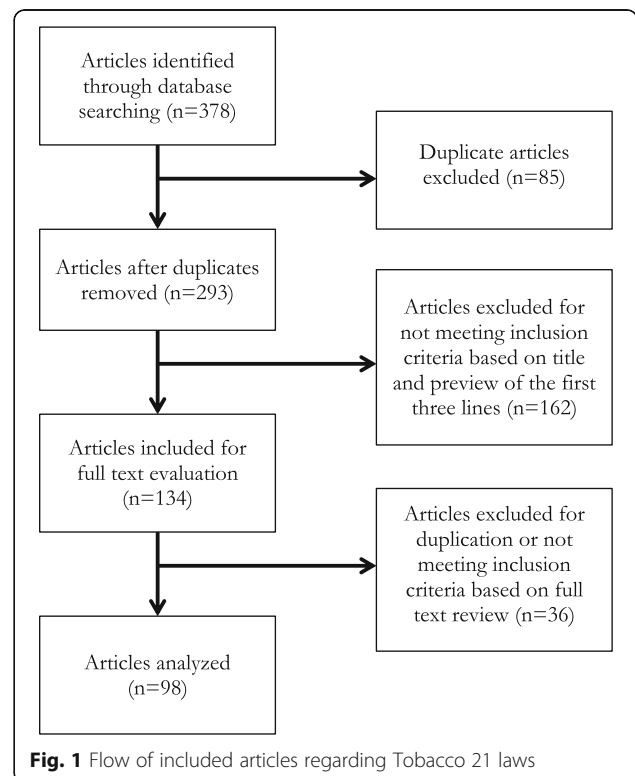 Articles identified
through database
searching (n=378)
Duplicate articles
excluded (n=85)
Articles after duplicates
removed (n=293)
Articles excluded for
not meeting inclusion
criteria based on title
and preview of the first
three lines (n=162)
Articles included for
full text evaluation
(n=134)
Articles excluded for
duplication or not
meeting inclusion
criteria based on full
text review (n=36)
Articles analyzed
(n=98)
Fig. 1 Flow of included articles regarding Tobacco 21 laws